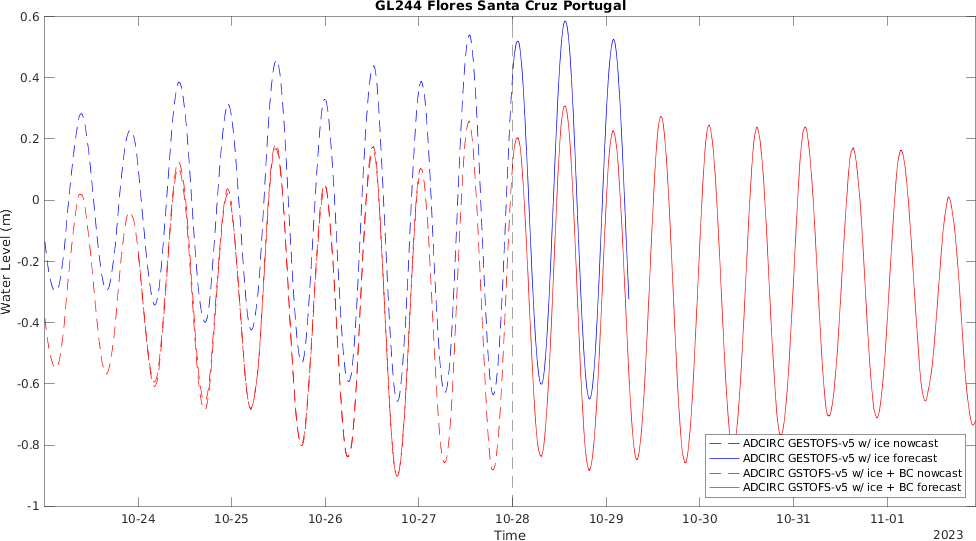 GL244 Flores Santa Cruz Portugal
0.6
0.4
0.2
0
-0.2
-0.4
-0.6
-0.8
-1
Water Level (m)
10-24 10-25 10-26 10-27 10-28 10-29 10-30 10-31 11-01
Time
2023
ADCIRC GESTOFS-v5 w/ ice nowcast
ADCIRC GESTOFS-v5 w/ ice forecast
ADCIRC GSTOFS-v5 w/ ice + BC nowcast
ADCIRC GSTOFS-v5 w/ ice + BC forecast